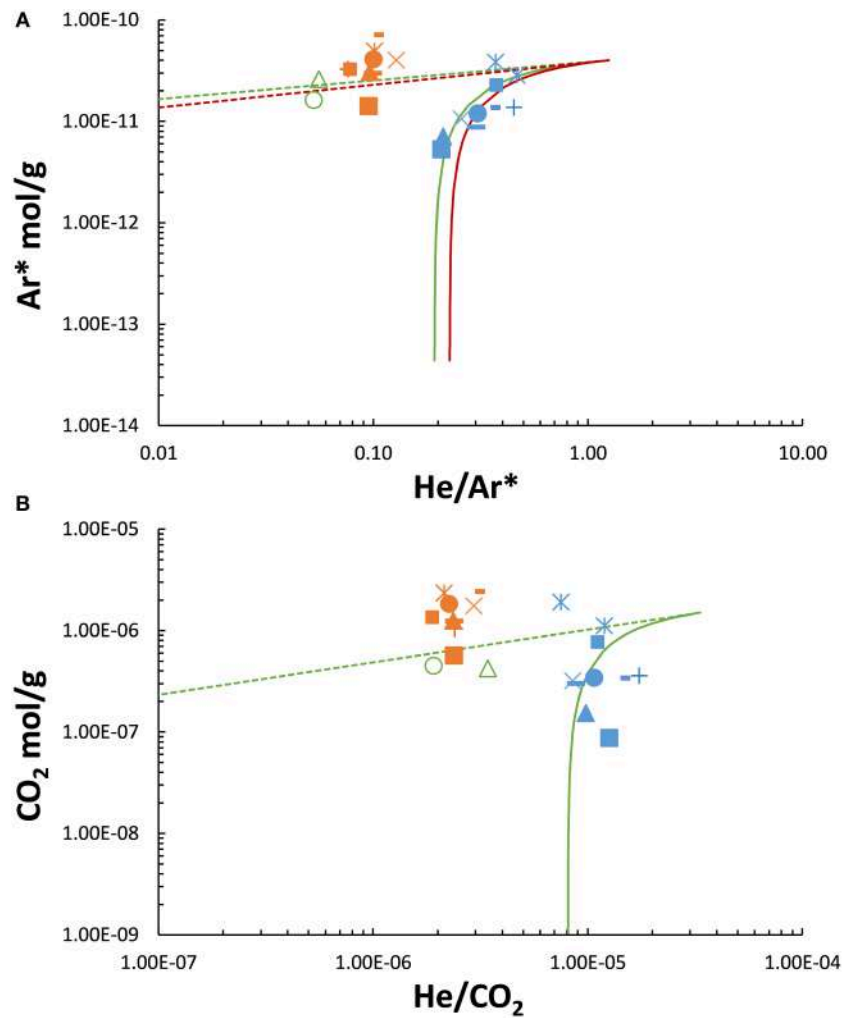 A
1.00E-10
1.00E-11
1.00E-12
1.00E-13
1.00E-14
Ar* mol/g
0.01
0.10
1.00
10.00
He/Ar*
B
1.00E-05
1.00E-06
1.00E-07
1.00E-08
1.00E-09
CO₂ mol/g
1.00E-07
1.00E-06
1.00E-05
1.00E-04
He/CO₂